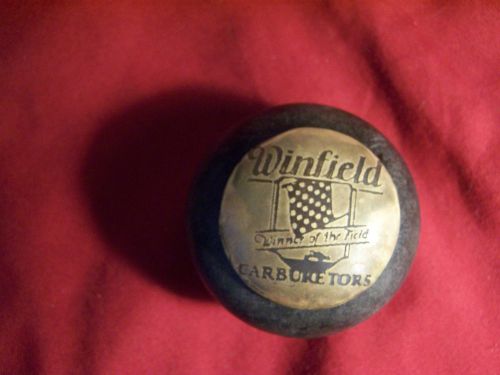 Winfield
Winner of the Field
CARBURETORS